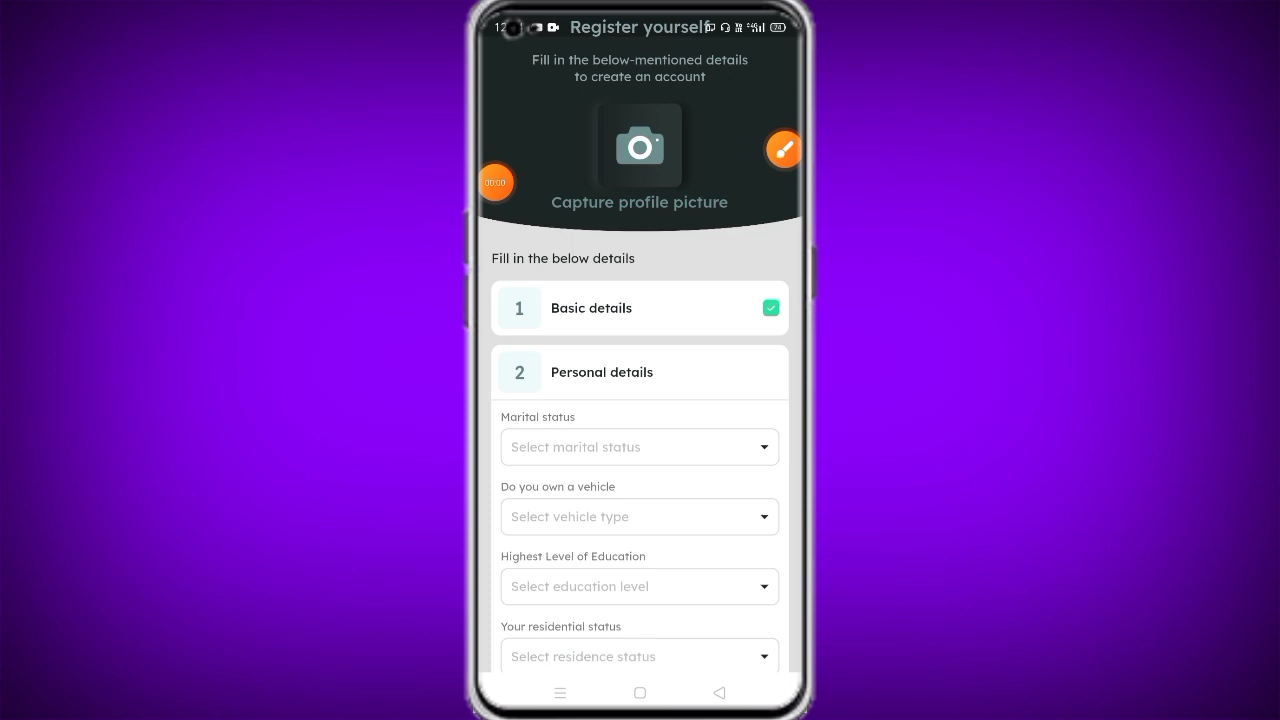 Register yourself
Fill in the below-mentioned details
to create an account
00:00
Capture profile picture
Fill in the below details
1 Basic details
2 Personal details
Marital status
Select marital status
Do you own a vehicle
Select vehicle type
Highest Level of Education
Select education level
Your residential status
Select residence status